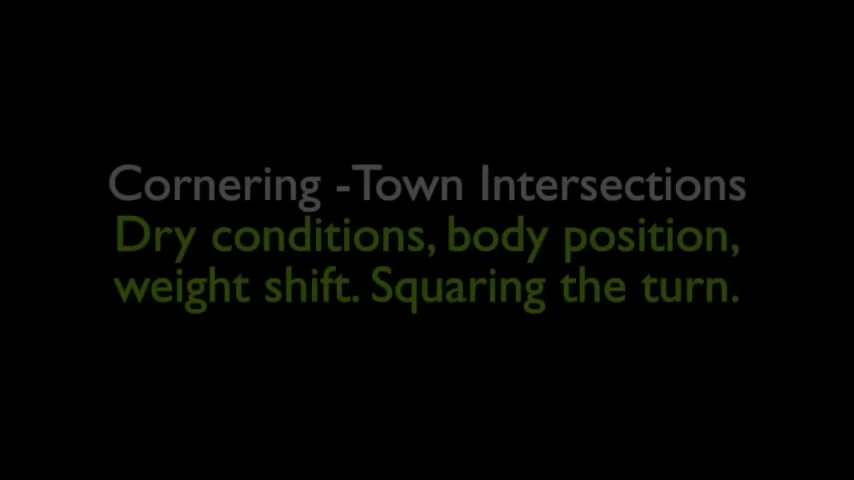 Cornering -Town Intersections
Dry conditions, body position,
weight shift. Squaring the turn.